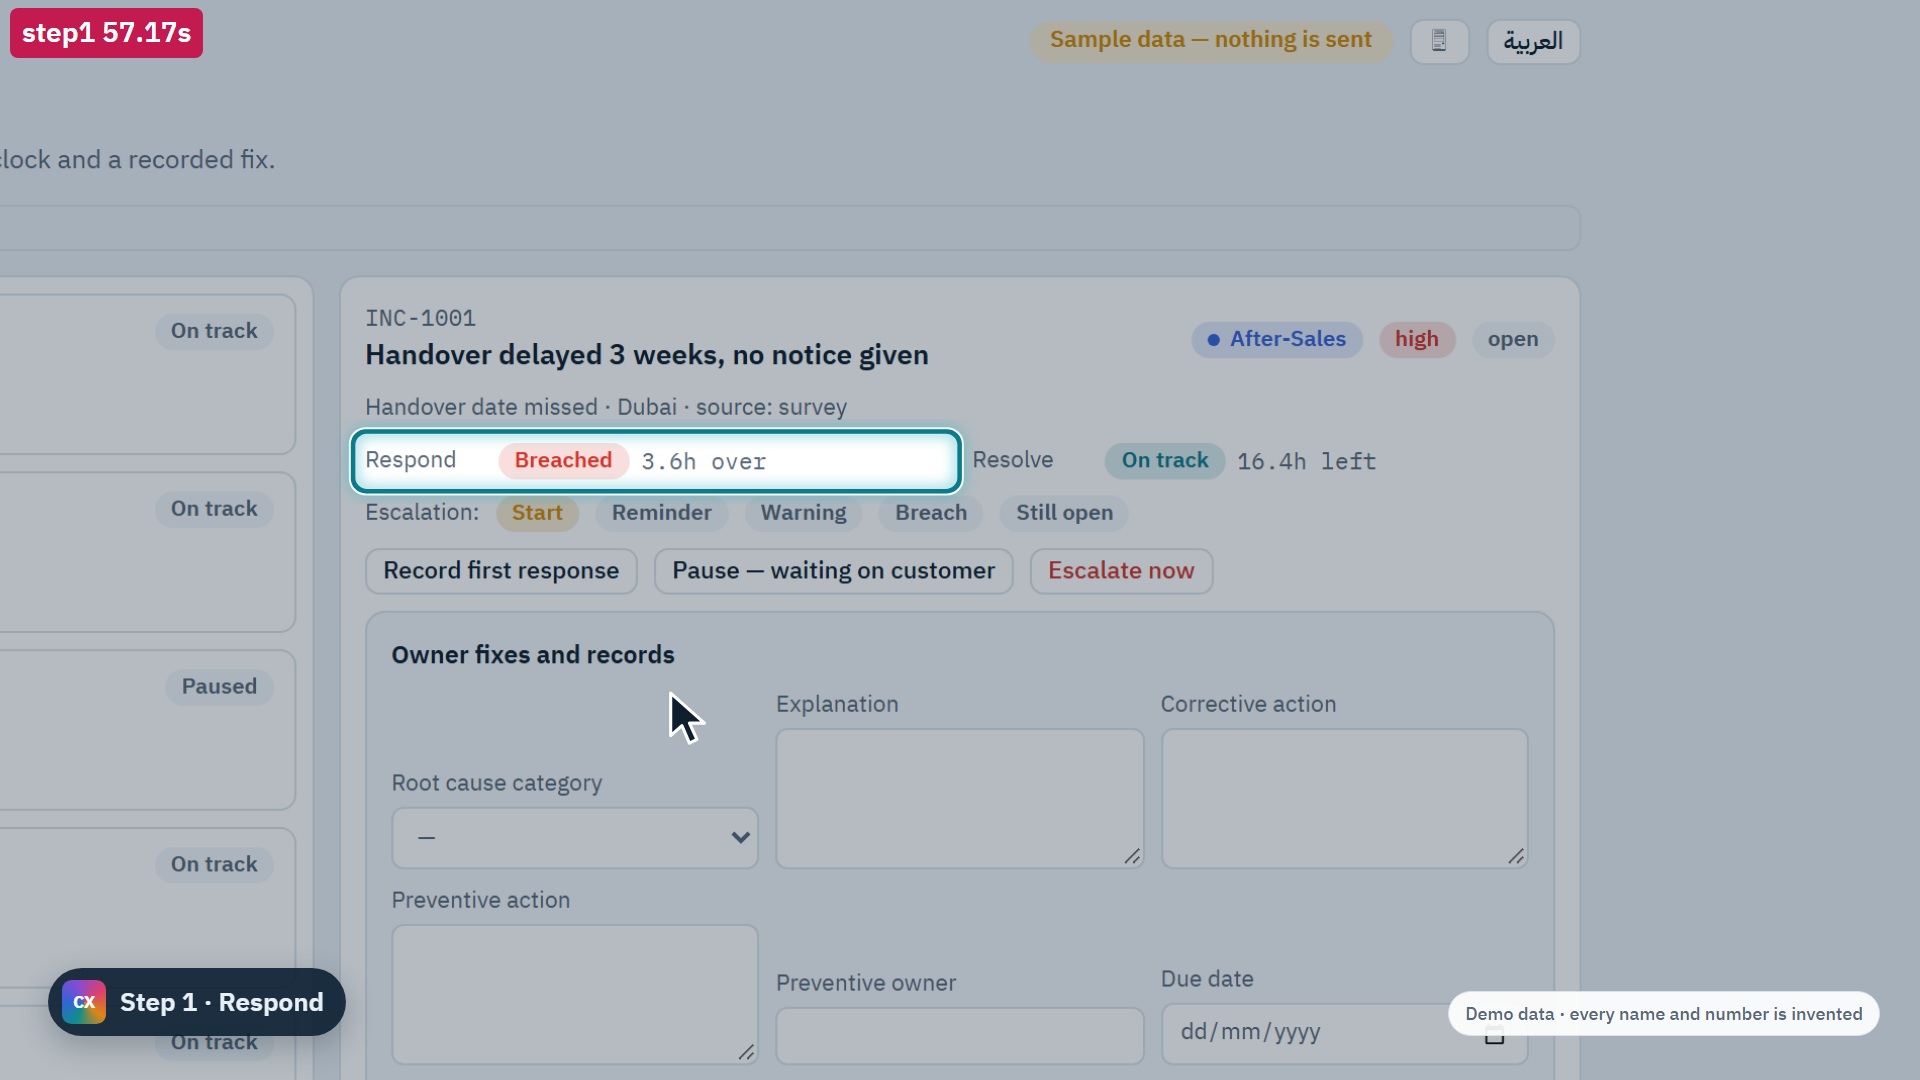 step1 57.17s
Sample data — nothing is sent
العربية
clock and a recorded fix.
On track
On track
Paused
On track
On track
INC-1001
Handover delayed 3 weeks, no notice given
After-Sales
high
open
Handover date missed · Dubai · source: survey
Respond Breached 3.6h over
Resolve On track 16.4h left
Escalation: Start Reminder Warning Breach Still open
Record first response
Pause — waiting on customer
Escalate now
Owner fixes and records
Root cause category
—
Explanation
Corrective action
Preventive action
Preventive owner
Due date
dd/mm/yyyy
CX Step 1 · Respond
Demo data · every name and number is invented